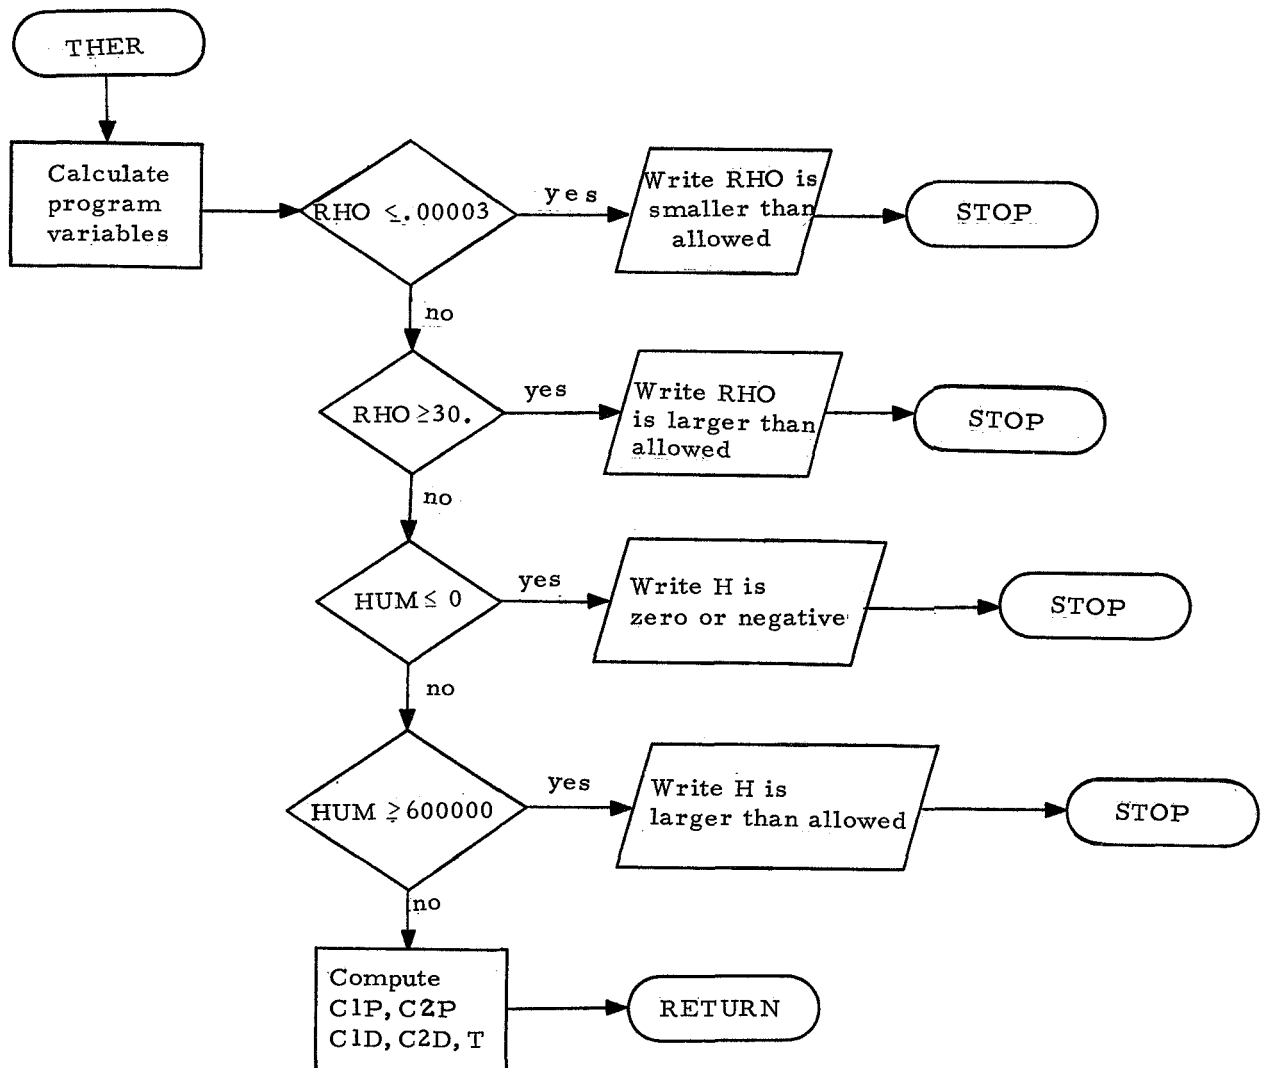 THER
Calculate
program
variables
RHO ≤.00003
yes
Write RHO is
smaller than
allowed
STOP
no
RHO ≥30.
yes
Write RHO
is larger than
allowed
STOP
no
HUM ≤ 0
yes
Write H is
zero or negative
STOP
no
HUM ≥600000
yes
Write H is
larger than allowed
STOP
no
Compute
C1P, C2P
C1D, C2D, T
RETURN